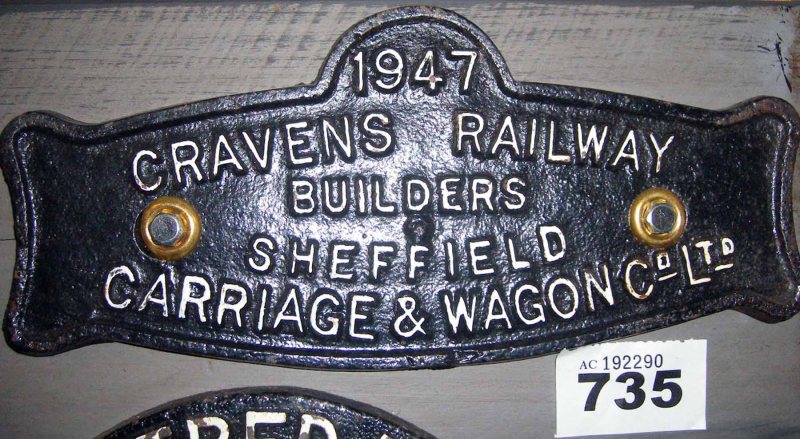 1947
CRAVENS RAILWAY
BUILDERS
SHEFFIELD
CARRIAGE & WAGON Co LTD
AC 192290
735